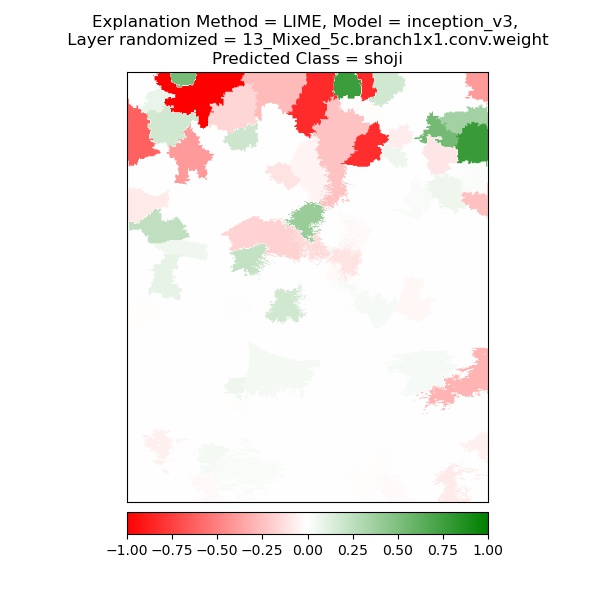 Explanation Method = LIME, Model = inception_v3,
Layer randomized = 13_Mixed_5c.branch1x1.conv.weight
Predicted Class = shoji
−1.00 −0.75 −0.50 −0.25 0.00 0.25 0.50 0.75 1.00